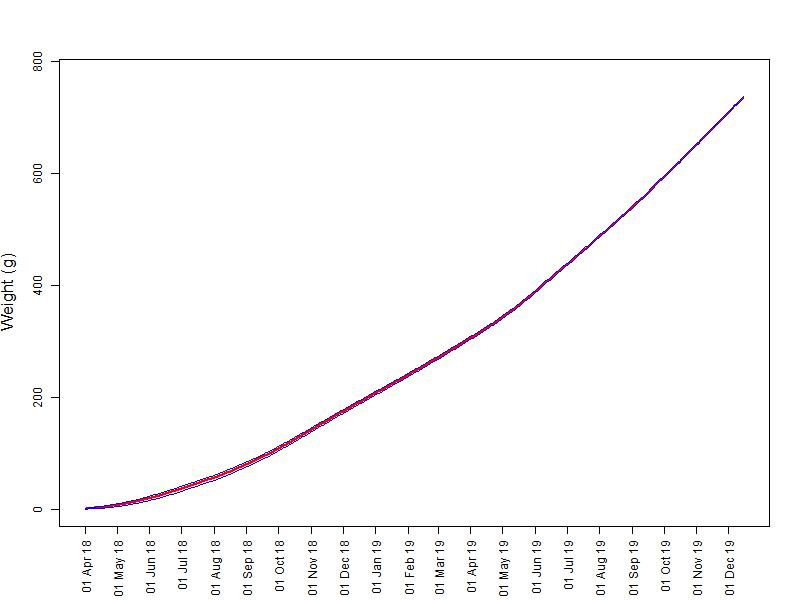 800
600
400
200
0
Weight (g)
01 Apr 18
01 May 18
01 Jun 18
01 Jul 18
01 Aug 18
01 Sep 18
01 Oct 18
01 Nov 18
01 Dec 18
01 Jan 19
01 Feb 19
01 Mar 19
01 Apr 19
01 May 19
01 Jun 19
01 Jul 19
01 Aug 19
01 Sep 19
01 Oct 19
01 Nov 19
01 Dec 19